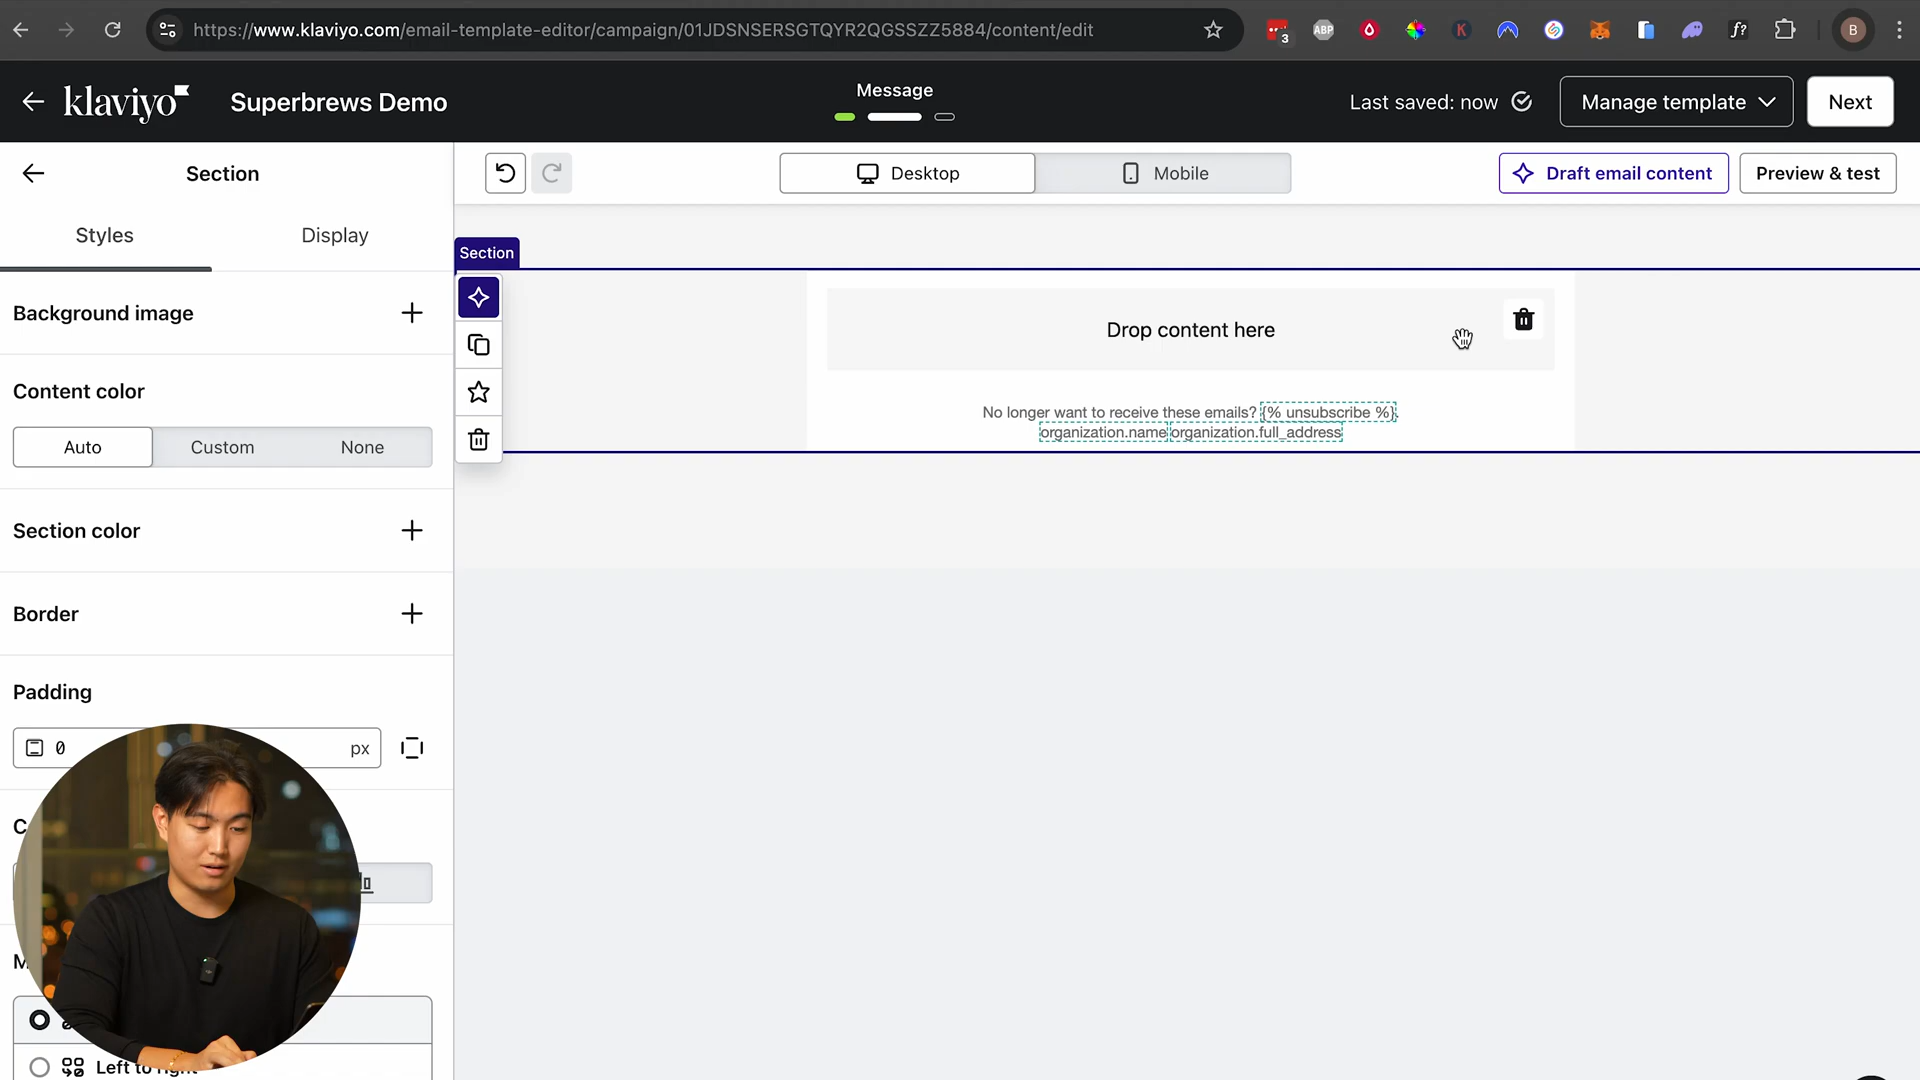 https://www.klaviyo.com/email-template-editor/campaign/01JDSNSERSGTQYR2QGSSZZ5884/content/edit
3
ABP
K
f?
B
klaviyo
Superbrews Demo
Message
Last saved: now
Manage template
Next
Section
Desktop
Mobile
Draft email content
Preview & test
Styles
Display
Section
Background image
Drop content here
Content color
Auto
Custom
None
No longer want to receive these emails? {% unsubscribe %}.
organization.name organization.full_address
Section color
Border
Padding
0
px
C
M
Left to right